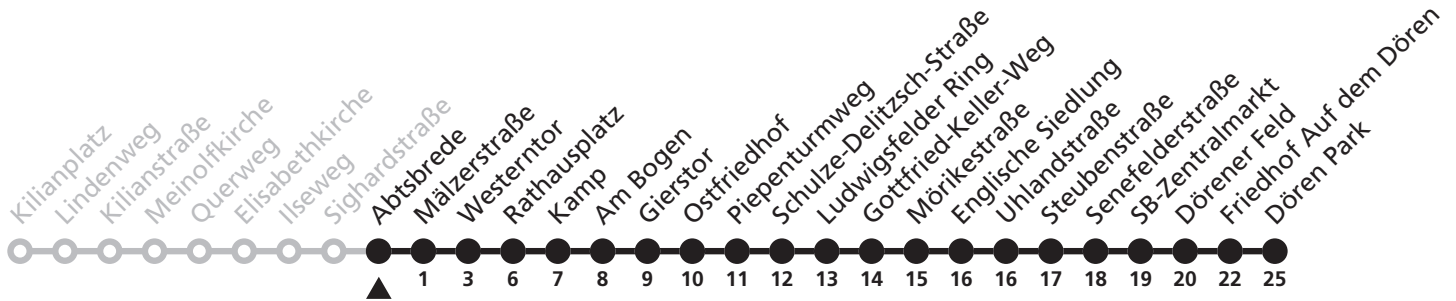 Kilianplatz
Lindenweg
Kilianstraße
Meinolfkirche
Querweg
Elisabethkirche
Ilseweg
Sighardstraße
Abtsbrede
Mälzerstraße
Westerntor
Rathausplatz
Kamp
Am Bogen
Gierstor
Ostfriedhof
Piepenturmweg
Schulze-Delitzsch-Straße
Ludwigsfelder Ring
Gottfried-Keller-Weg
Mörikestraße
Englische Siedlung
Uhlandstraße
Steubenstraße
Senefelderstraße
SB-Zentralmarkt
Dörener Feld
Friedhof Auf dem Dören
Dören Park
1 3 6 7 8 9 10 11 12 13 14 15 16 16 17 18 19 20 22 25